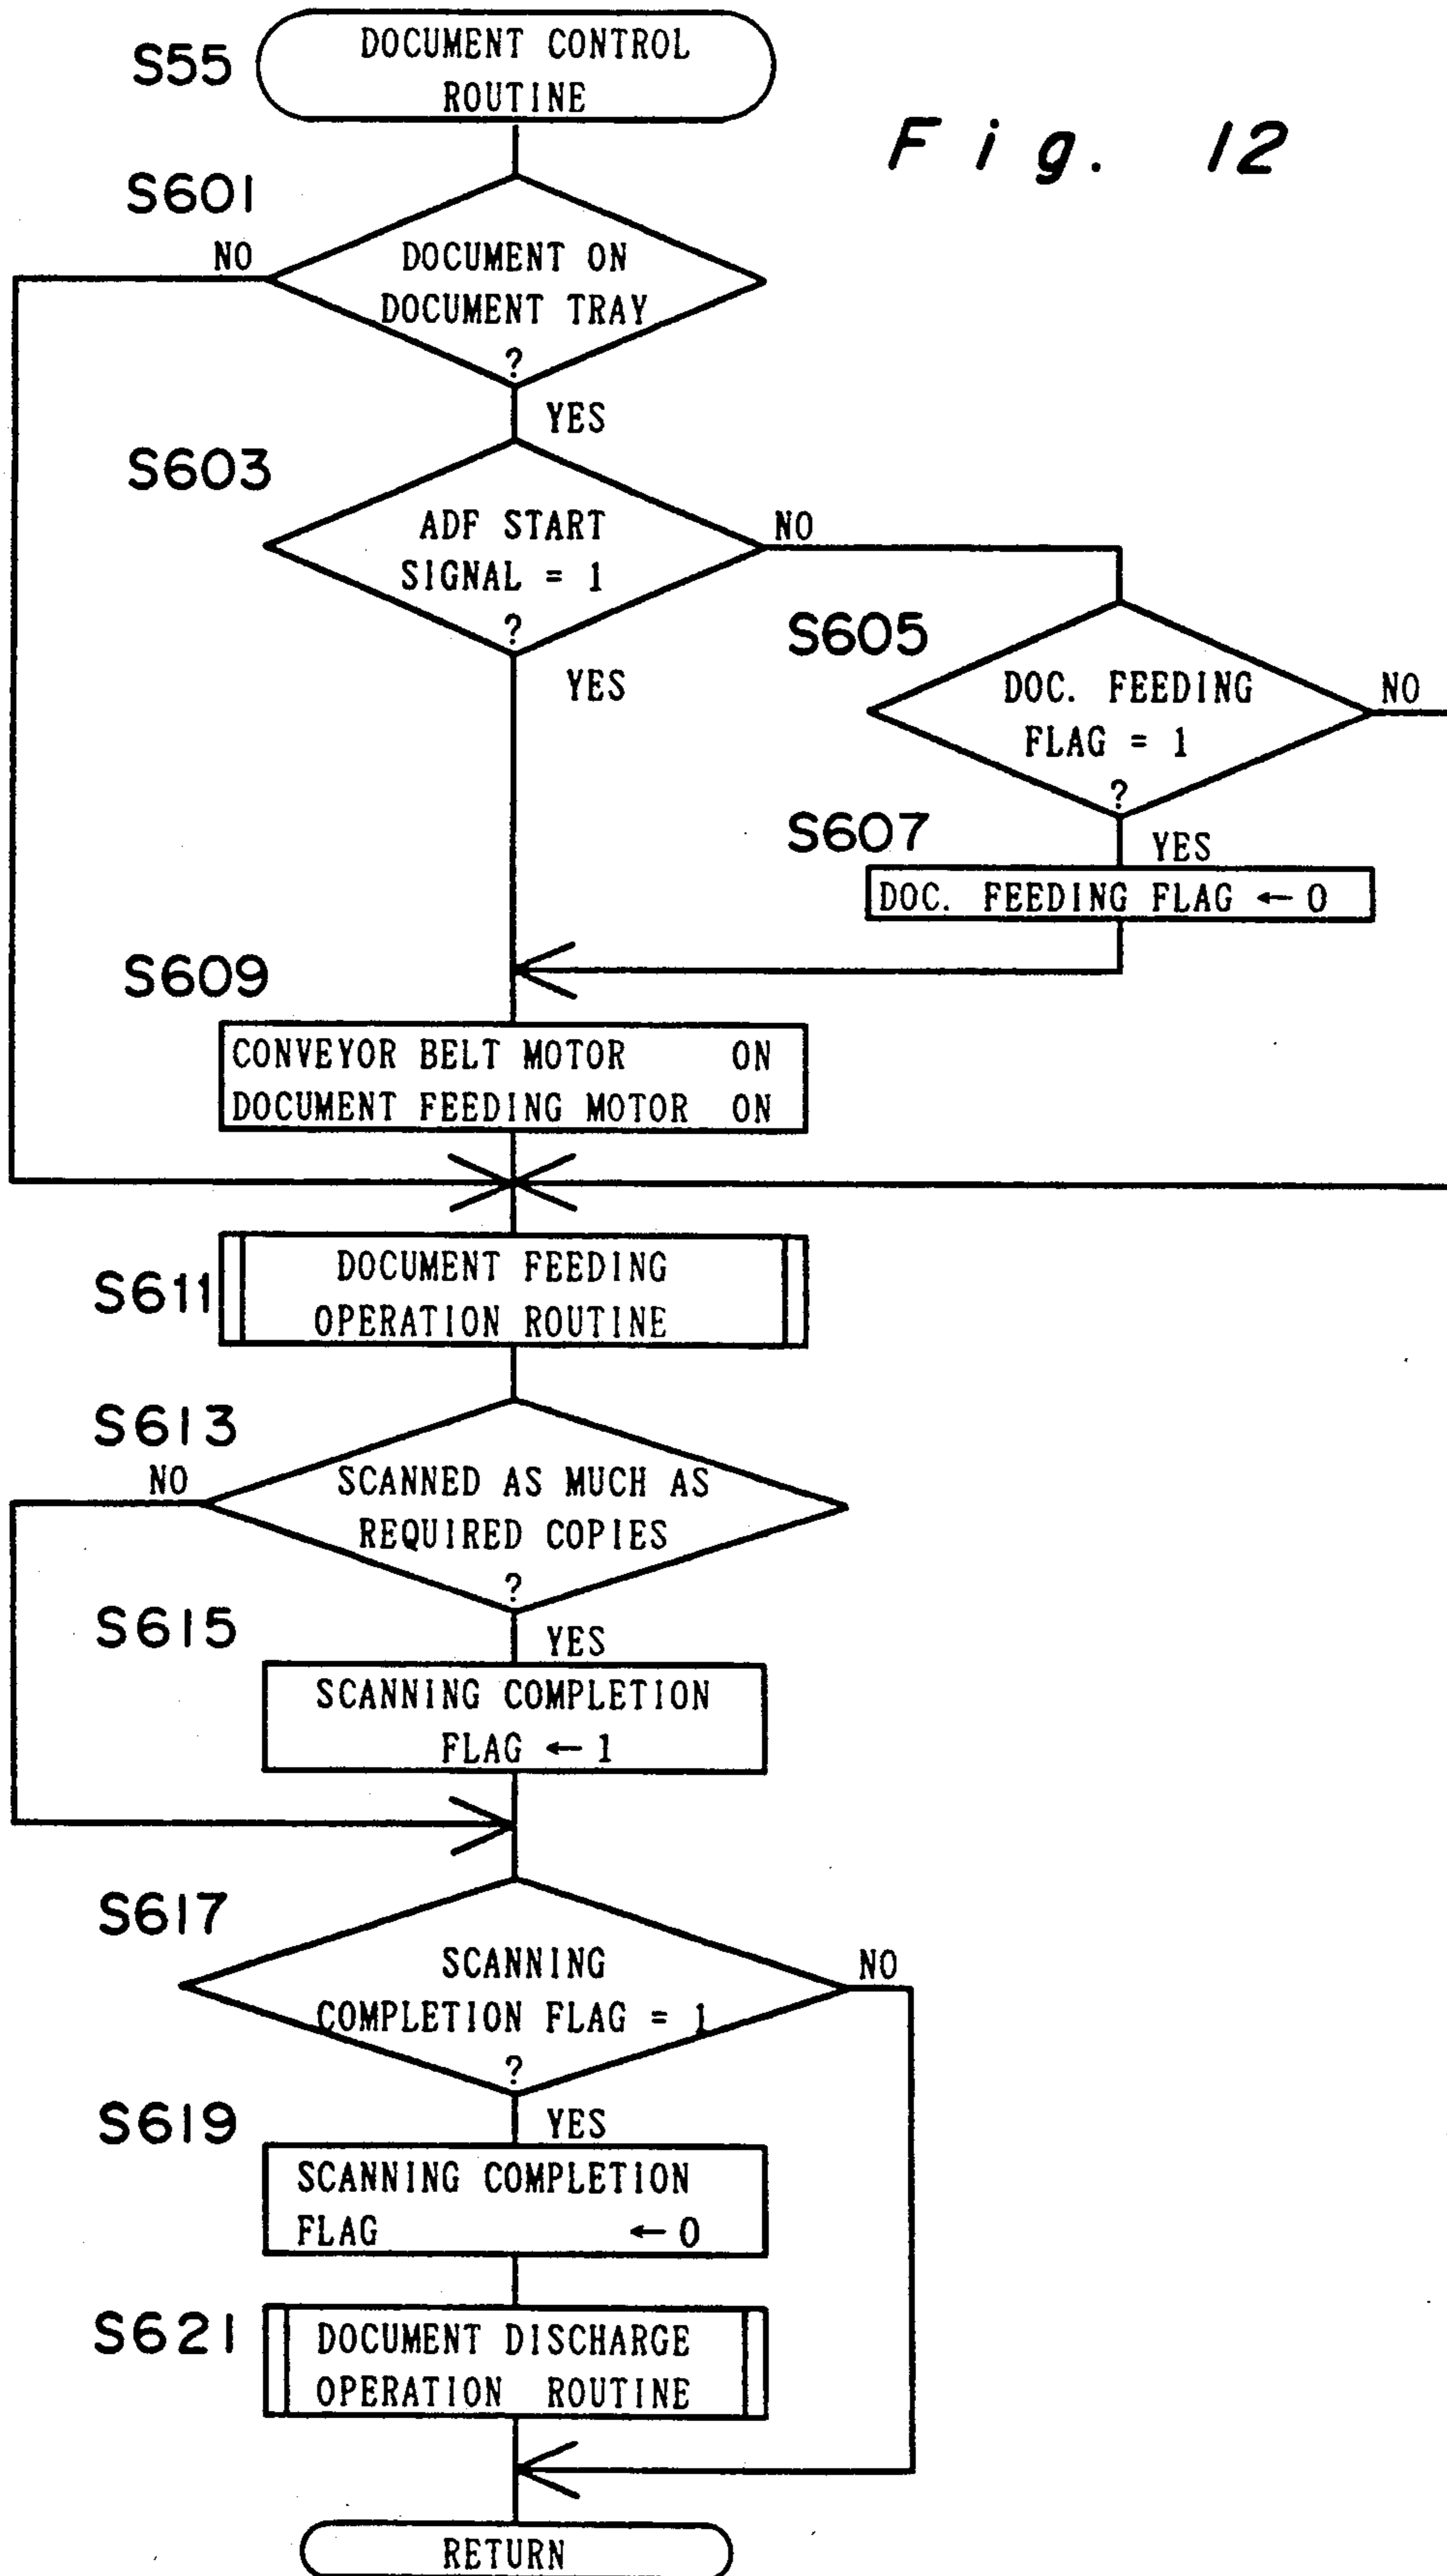 S55
DOCUMENT CONTROL
ROUTINE
Fig. 12
S601
NO
DOCUMENT ON
DOCUMENT TRAY
?
YES
S603
ADF START
SIGNAL = 1
?
NO
YES
S605
DOC. FEEDING
FLAG = 1
?
NO
S607
YES
DOC. FEEDING FLAG ← 0
S609
CONVEYOR BELT MOTOR ON
DOCUMENT FEEDING MOTOR ON
S611
DOCUMENT FEEDING
OPERATION ROUTINE
S613
NO
SCANNED AS MUCH AS
REQUIRED COPIES
?
S615
YES
SCANNING COMPLETION
FLAG ← 1
S617
SCANNING
COMPLETION FLAG = 1
?
NO
S619
YES
SCANNING COMPLETION
FLAG ← 0
S621
DOCUMENT DISCHARGE
OPERATION ROUTINE
RETURN